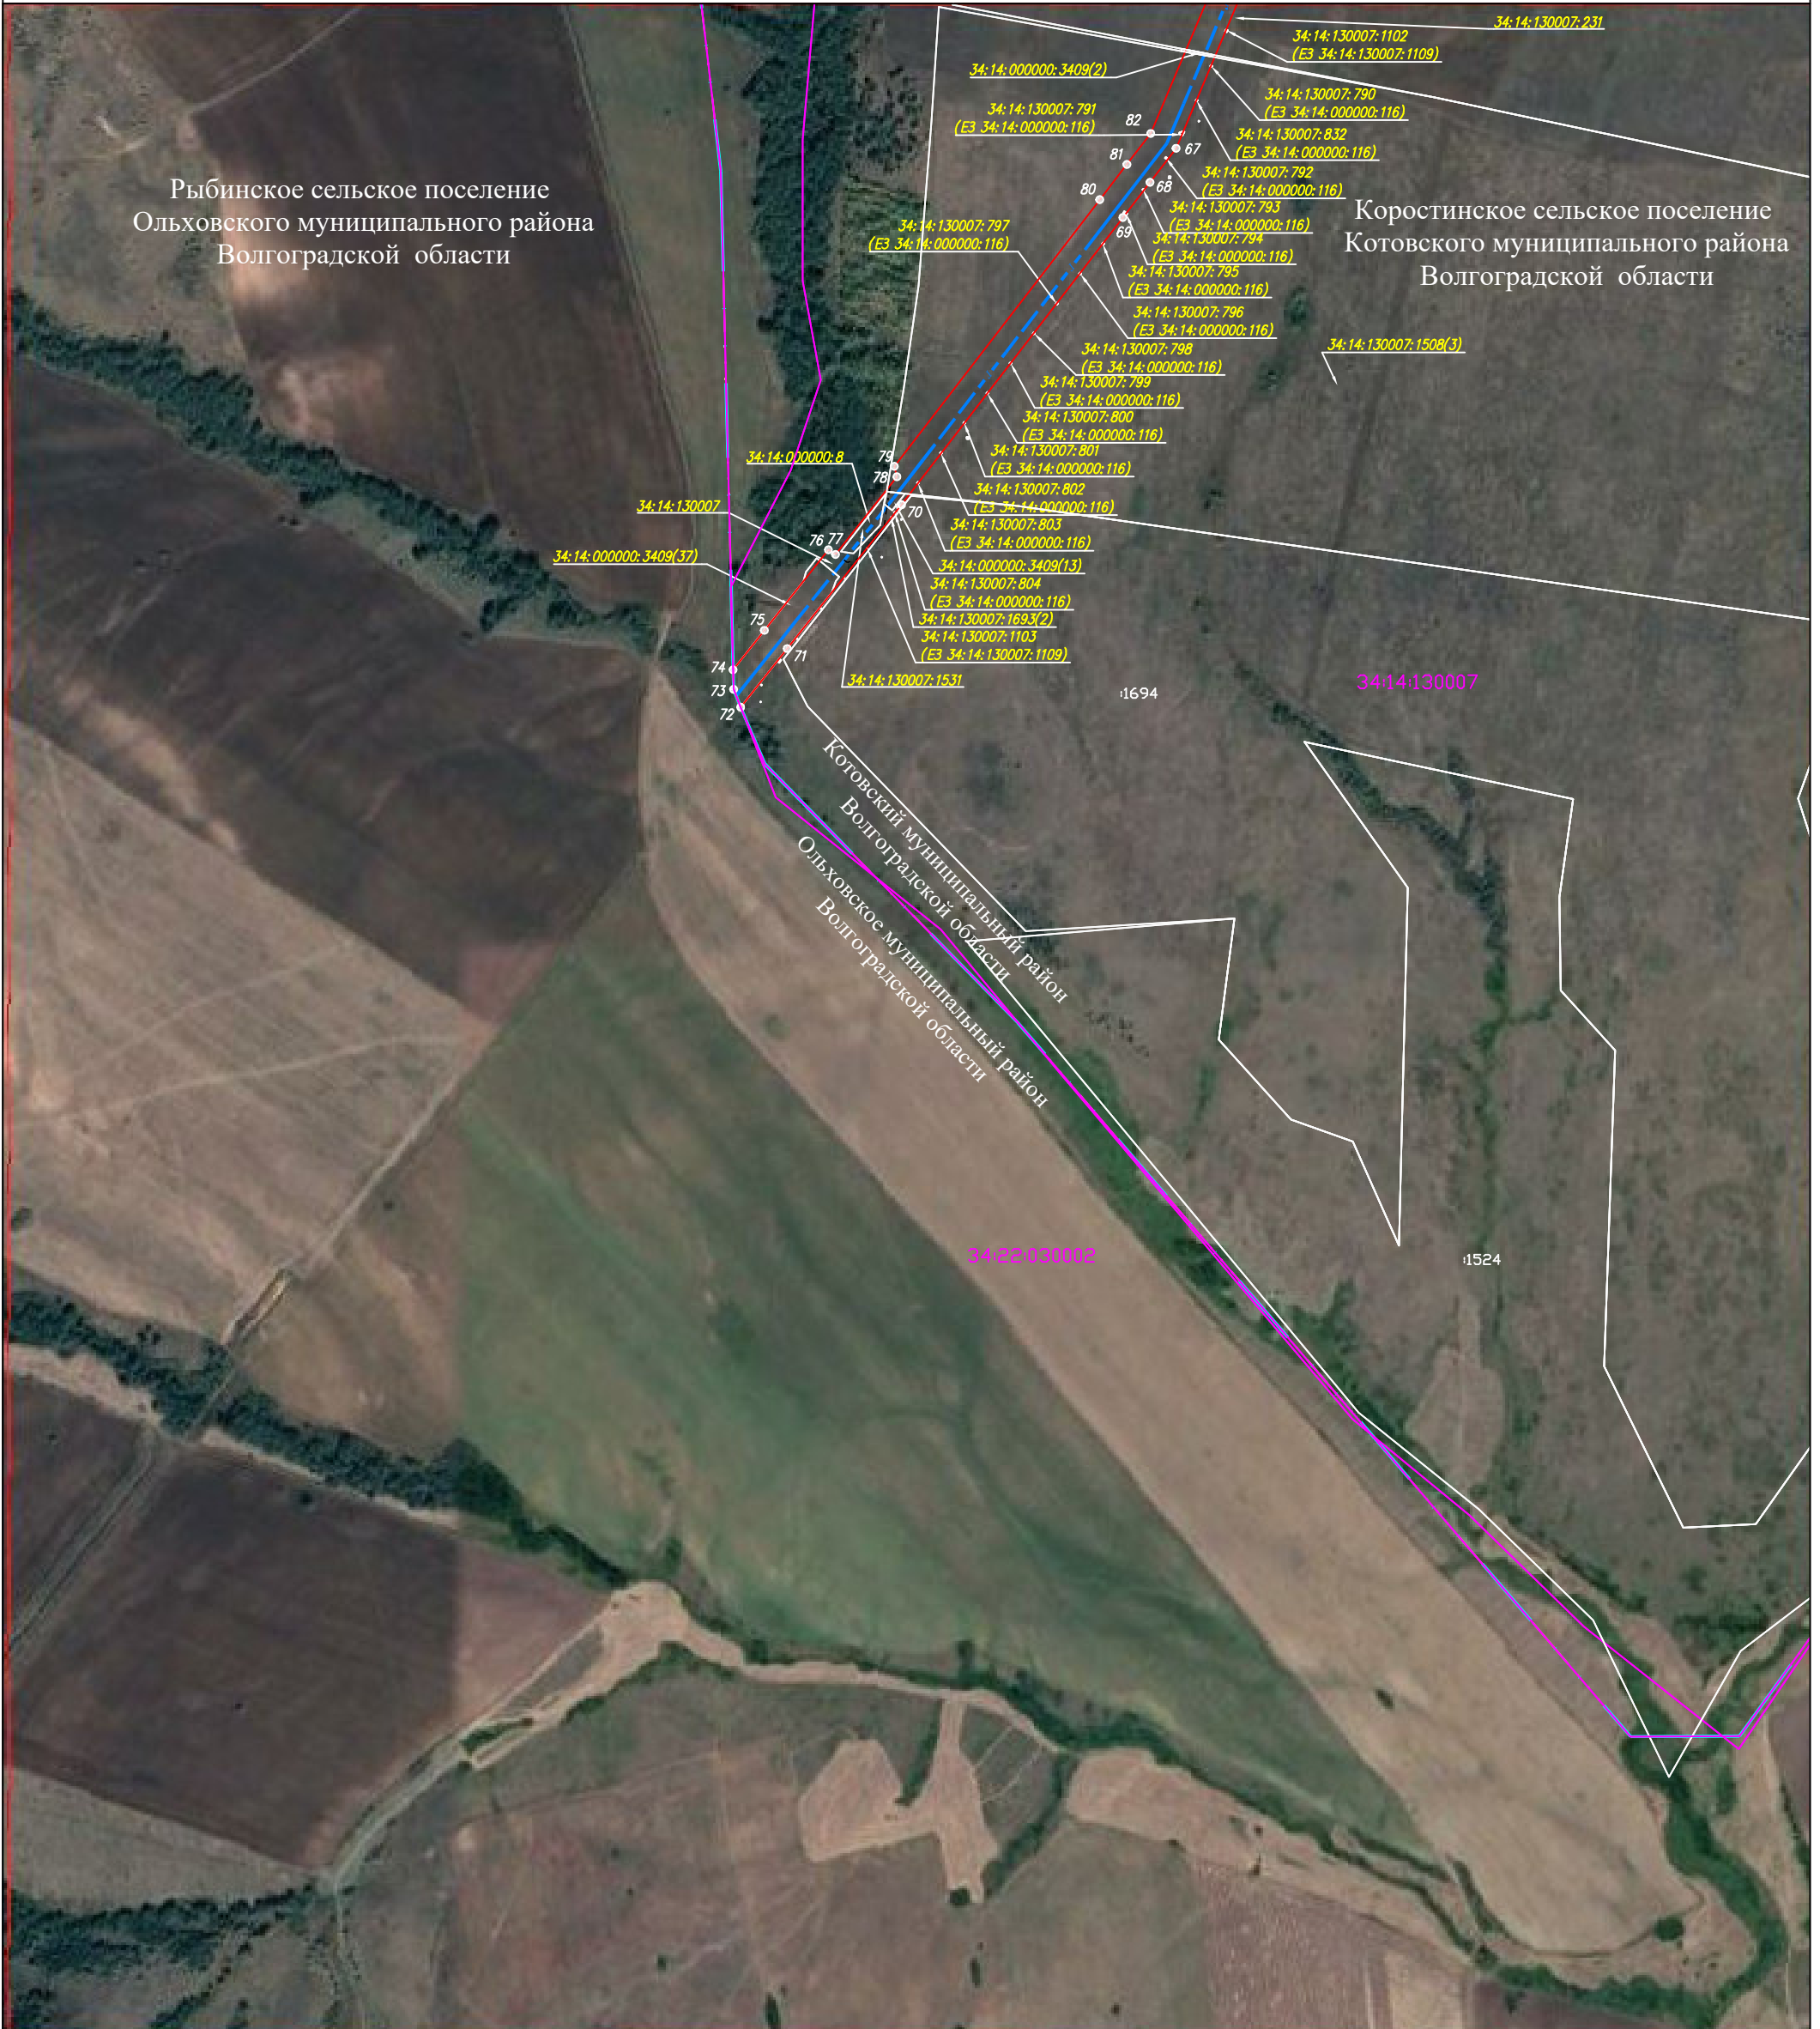 34:14:130007:231
34:14:130007:1102
(ЕЗ 34:14:130007:1109)
34:14:000000:3409(2)
34:14:130007:790
(ЕЗ 34:14:000000:116)
34:14:130007:791
(ЕЗ 34:14:000000:116)
82
34:14:130007:832
(ЕЗ 34:14:000000:116)
67
81
34:14:130007:792
(ЕЗ 34:14:000000:116)
68
80
Рыбинское сельское поселение
Ольховского муниципального района
Волгоградской области
34:14:130007:793
(ЕЗ 34:14:000000:116)
69
Коростинское сельское поселение
Котовского муниципального района
Волгоградской области
34:14:130007:797
(ЕЗ 34:14:000000:116)
34:14:130007:794
(ЕЗ 34:14:000000:116)
34:14:130007:795
(ЕЗ 34:14:000000:116)
34:14:130007:796
(ЕЗ 34:14:000000:116)
34:14:130007:1508(3)
34:14:130007:798
(ЕЗ 34:14:000000:116)
34:14:130007:799
(ЕЗ 34:14:000000:116)
34:14:130007:800
(ЕЗ 34:14:000000:116)
34:14:130007:801
(ЕЗ 34:14:000000:116)
34:14:000000:8
79
78
34:14:130007:802
(ЕЗ 34:14:000000:116)
34:14:130007
70
34:14:130007:803
(ЕЗ 34:14:000000:116)
76 77
34:14:000000:3409(37)
34:14:000000:3409(13)
34:14:130007:804
(ЕЗ 34:14:000000:116)
75
34:14:130007:1693(2)
34:14:130007:1103
(ЕЗ 34:14:130007:1109)
71
74
34:14:130007:1531
73
72
:1694
34:14:130007
Котовский муниципальный район
Волгоградской области
Ольховское муниципальный район
Волгоградской области
34:22:030002
:1524